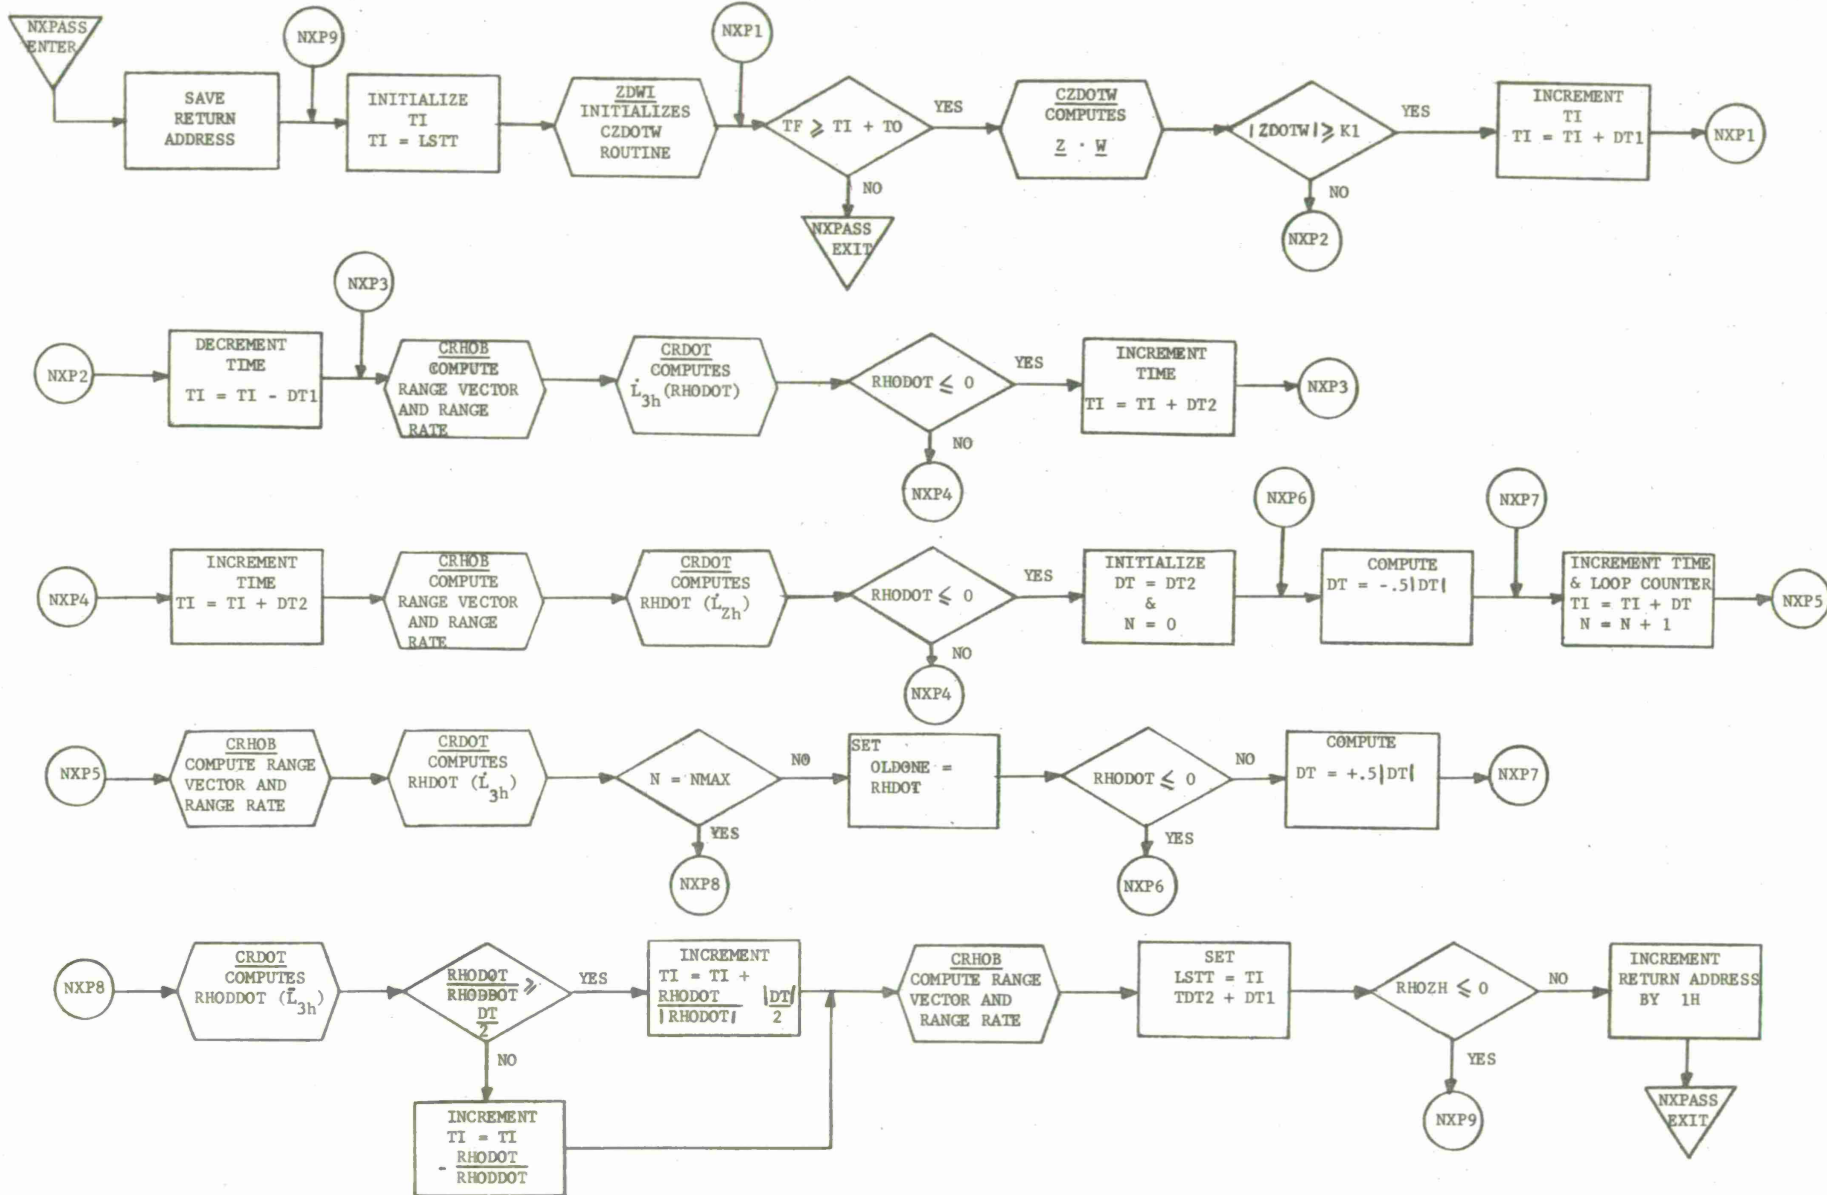 NXPASS
ENTER
SAVE
RETURN
ADDRESS
NXP9
INITIALIZE
TI
TI = LSTT
ZDWI
INITIALIZES
CZDOTW
ROUTINE
NXP1
TF ⩾ TI + TO
YES
NO
NXPASS
EXIT
CZDOTW
COMPUTES
Z · W
|ZDOTW| ⩾ K1
YES
NO
NXP2
INCREMENT
TI
TI = TI + DT1
NXP1
NXP2
DECREMENT
TIME
TI = TI - DT1
NXP3
CRHOB
COMPUTE
RANGE VECTOR
AND RANGE
RATE
CRDOT
COMPUTES
L̇3h (RHODOT)
RHODOT ⩽ 0
YES
NO
NXP4
INCREMENT
TIME
TI = TI + DT2
NXP3
NXP4
INCREMENT
TIME
TI = TI + DT2
CRHOB
COMPUTE
RANGE VECTOR
AND RANGE
RATE
CRDOT
COMPUTES
RHDOT (L̇Zh)
RHODOT ⩽ 0
YES
NO
NXP4
INITIALIZE
DT = DT2
&
N = 0
NXP6
COMPUTE
DT = -.5|DT|
NXP7
INCREMENT TIME
& LOOP COUNTER
TI = TI + DT
N = N + 1
NXP5
NXP5
CRHOB
COMPUTE RANGE
VECTOR AND
RANGE RATE
CRDOT
COMPUTES
RHDOT (L̇3h)
N = NMAX
NO
YES
NXP8
SET
OLDONE =
RHDOT
RHODOT ⩽ 0
NO
YES
NXP6
COMPUTE
DT = +.5|DT|
NXP7
NXP8
CRDOT
COMPUTES
RHODDOT (L̈3h)
RHODOT
RHODDOT ⩾
DT
2
YES
NO
INCREMENT
TI = TI +
RHODOT |DT|
|RHODOT| 2
INCREMENT
TI = TI
- RHODOT
RHODDOT
CRHOB
COMPUTE RANGE
VECTOR AND
RANGE RATE
SET
LSTT = TI
TDT2 + DT1
RHOZH ⩽ 0
NO
YES
NXP9
INCREMENT
RETURN ADDRESS
BY 1H
NXPASS
EXIT